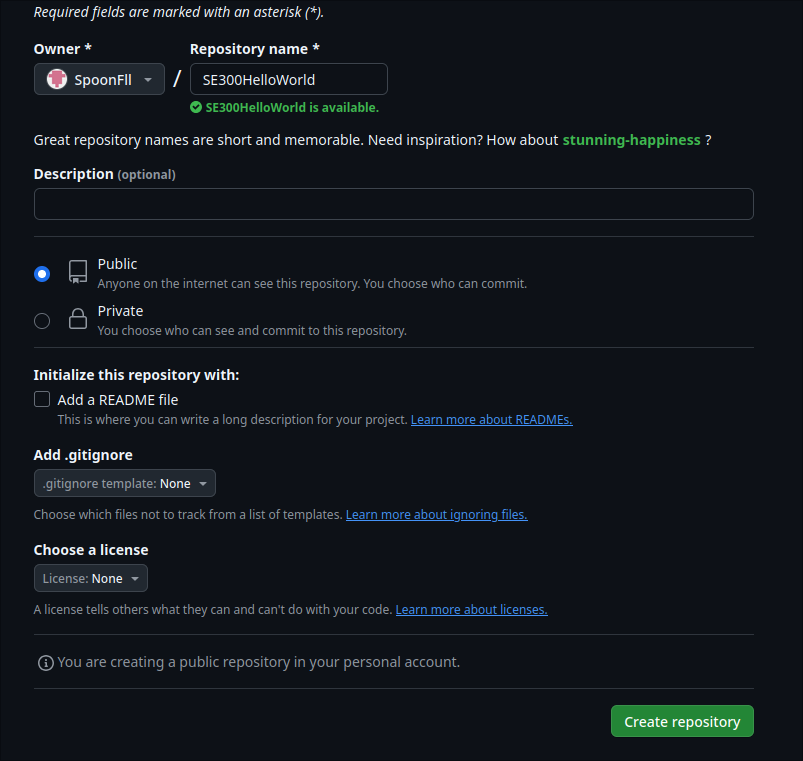 Required fields are marked with an asterisk (*).
Owner * Repository name *
SpoonFll / SE300HelloWorld
SE300HelloWorld is available.
Great repository names are short and memorable. Need inspiration? How about stunning-happiness ?
Description (optional)
Public
Anyone on the internet can see this repository. You choose who can commit.
Private
You choose who can see and commit to this repository.
Initialize this repository with:
Add a README file
This is where you can write a long description for your project. Learn more about READMEs.
Add .gitignore
.gitignore template: None
Choose which files not to track from a list of templates. Learn more about ignoring files.
Choose a license
License: None
A license tells others what they can and can't do with your code. Learn more about licenses.
You are creating a public repository in your personal account.
Create repository